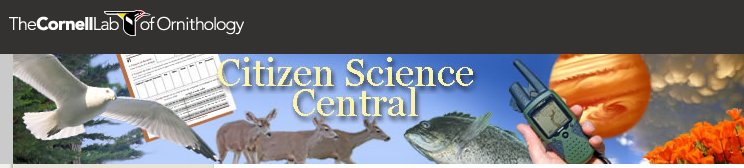 TheCornellLab of Ornithology
Citizen Science
Central